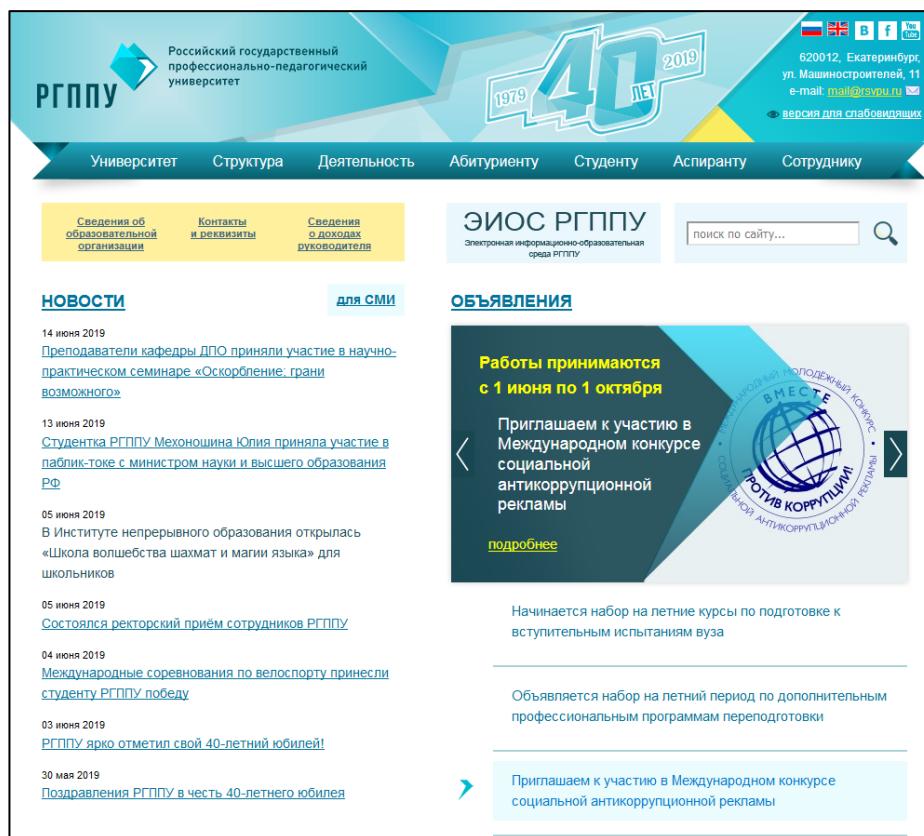 РГППУ
Российский государственный
профессионально-педагогический
университет
1979
40
ЛЕТ
2019
B f You Tube
620012, Екатеринбург,
ул. Машиностроителей, 11
e-mail: mail@rsvpu.ru
версия для слабовидящих
Университет Структура Деятельность Абитуриенту Студенту Аспиранту Сотруднику
Сведения об
образовательной
организации
Контакты
и реквизиты
Сведения
о доходах
руководителя
ЭИОС РГППУ
Электронная информационно-образовательная
среда РГППУ
поиск по сайту...
НОВОСТИ
для СМИ
14 июня 2019
Преподаватели кафедры ДПО приняли участие в научно-
практическом семинаре «Оскорбление: грани
возможного»
13 июня 2019
Студентка РГППУ Мехоношина Юлия приняла участие в
паблик-токе с министром науки и высшего образования
РФ
05 июня 2019
В Институте непрерывного образования открылась
«Школа волшебства шахмат и магии языка» для
школьников
05 июня 2019
Состоялся ректорский приём сотрудников РГППУ
04 июня 2019
Международные соревнования по велоспорту принесли
студенту РГППУ победу
03 июня 2019
РГППУ ярко отметил свой 40-летний юбилей!
30 мая 2019
Поздравления РГППУ в честь 40-летнего юбилея
ОБЪЯВЛЕНИЯ
Работы принимаются
с 1 июня по 1 октября
Приглашаем к участию в
Международном конкурсе
социальной
антикоррупционной
рекламы
подробнее
МЕЖДУНАРОДНЫЙ МОЛОДЕЖНЫЙ КОНКУРС
СОЦИАЛЬНОЙ АНТИКОРРУПЦИОННОЙ РЕКЛАМЫ
ВМЕСТЕ
ПРОТИВ КОРРУПЦИИ!
Начинается набор на летние курсы по подготовке к
вступительным испытаниям вуза
Объявляется набор на летний период по дополнительным
профессиональным программам переподготовки
Приглашаем к участию в Международном конкурсе
социальной антикоррупционной рекламы